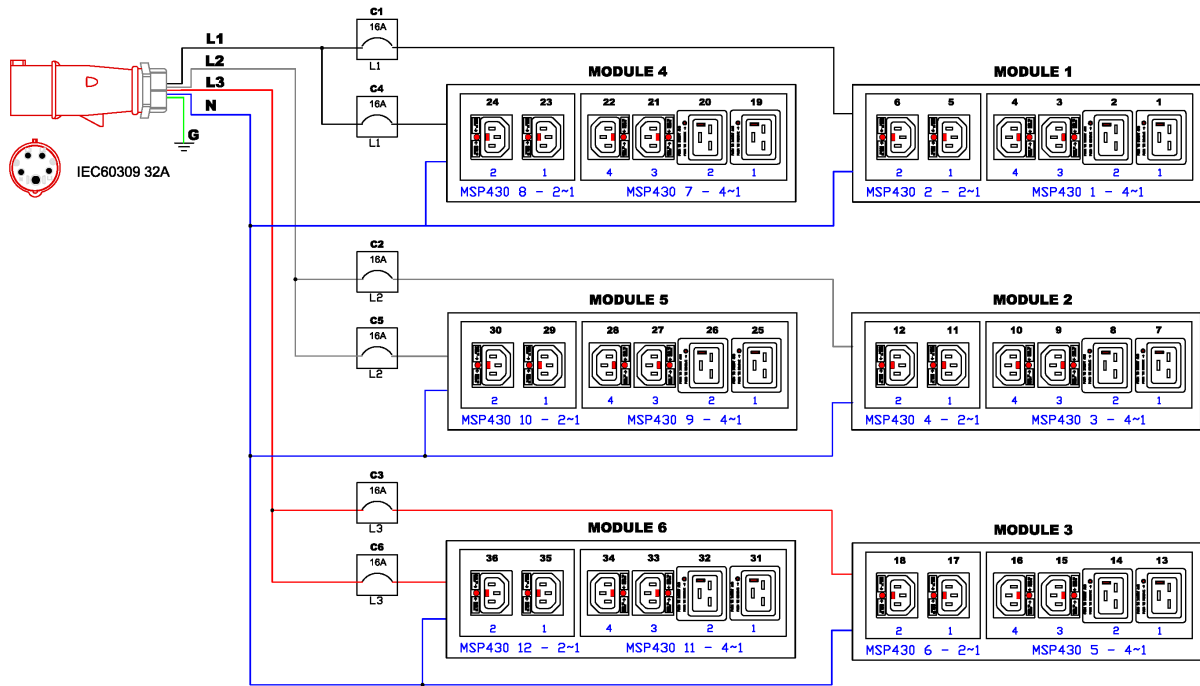 C1
16A
L1
L1
L2
L3
N
G
IEC60309 32A
C4
16A
L1
MODULE 4
24 23 22 21 20 19
2 1 4 3 2 1
MSP430 8 - 2~1 MSP430 7 - 4~1
MODULE 1
6 5 4 3 2 1
2 1 4 3 2 1
MSP430 2 - 2~1 MSP430 1 - 4~1
C2
16A
L2
C5
16A
L2
MODULE 5
30 29 28 27 26 25
2 1 4 3 2 1
MSP430 10 - 2~1 MSP430 9 - 4~1
MODULE 2
12 11 10 9 8 7
2 1 4 3 2 1
MSP430 4 - 2~1 MSP430 3 - 4~1
C3
16A
L3
C6
16A
L3
MODULE 6
36 35 34 33 32 31
2 1 4 3 2 1
MSP430 12 - 2~1 MSP430 11 - 4~1
MODULE 3
18 17 16 15 14 13
2 1 4 3 2 1
MSP430 6 - 2~1 MSP430 5 - 4~1